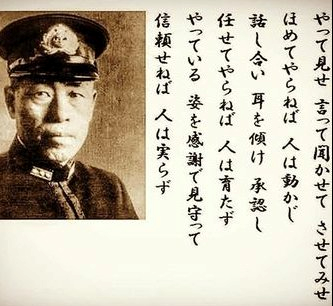 やって見せ 言って聞かせて させてみせ
ほめてやらねば 人は動かじ
話し合い 耳を傾け 承認し
任せてやらねば 人は育たず
やっている 姿を感謝で見守って
信頼せねば 人は実らず